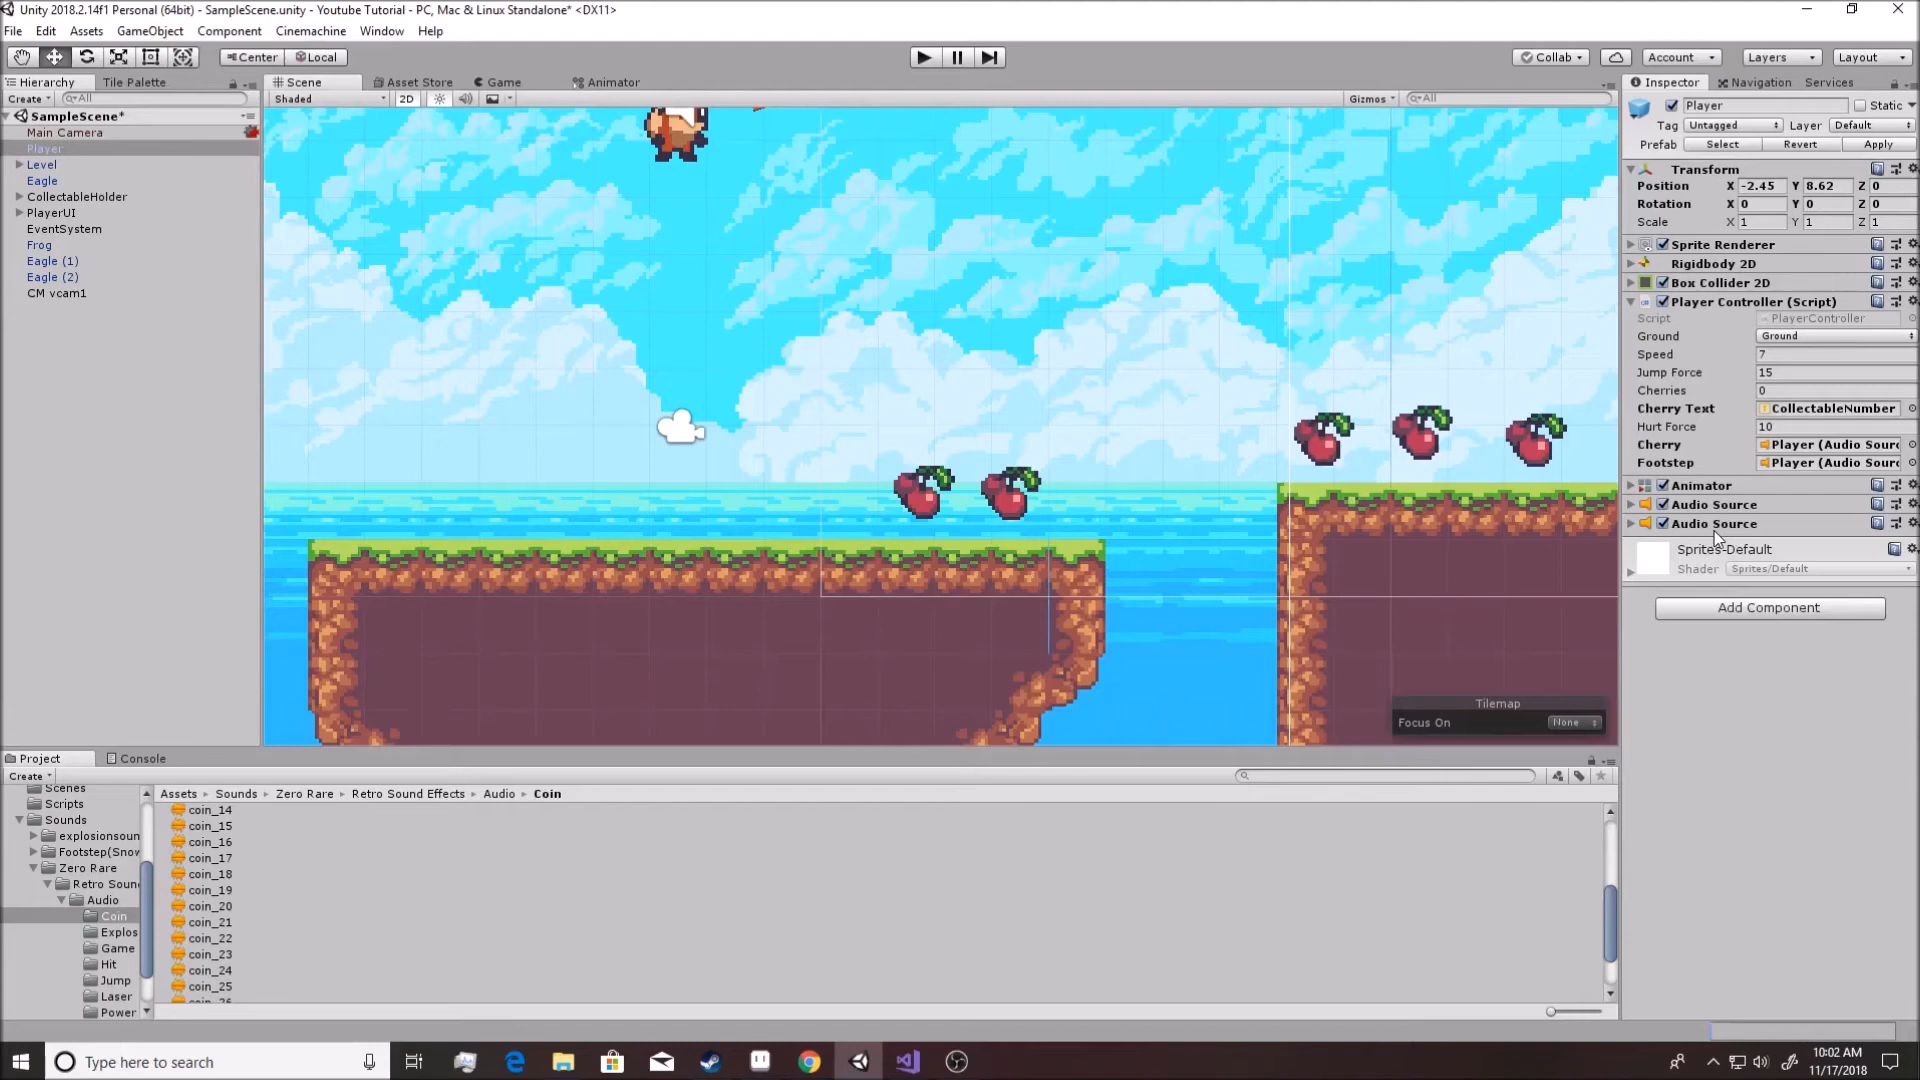 Unity 2018.2.14f1 Personal (64bit) - SampleScene.unity - Youtube Tutorial - PC, Mac & Linux Standalone* <DX11>
File Edit Assets GameObject Component Cinemachine Window Help
Center Local Collab Account Layers Layout
Hierarchy Tile Palette Scene Asset Store Game Animator Inspector Navigation Services
Create All Shaded 2D Gizmos All
SampleScene*
Main Camera
Player
Level
Eagle
CollectableHolder
PlayerUI
EventSystem
Frog
Eagle (1)
Eagle (2)
CM vcam1
Player Static
Tag Untagged Layer Default
Prefab Select Revert Apply
Transform
Position X -2.45 Y 8.62 Z 0
Rotation X 0 Y 0 Z 0
Scale X 1 Y 1 Z 1
Sprite Renderer
Rigidbody 2D
Box Collider 2D
Player Controller (Script)
Script PlayerController
Ground Ground
Speed 7
Jump Force 15
Cherries 0
Cherry Text CollectableNumber
Hurt Force 10
Cherry Player (Audio Sourc
Footstep Player (Audio Sourc
Animator
Audio Source
Audio Source
Sprites-Default
Shader Sprites/Default
Add Component
Tilemap
Focus On None
Project Console
Create
Scenes
Scripts
Sounds
explosionsoun
Footstep(Snow
Zero Rare
Retro Soun
Audio
Coin
Explos
Game
Hit
Jump
Laser
Power
Assets Sounds Zero Rare Retro Sound Effects Audio Coin
coin_14
coin_15
coin_16
coin_17
coin_18
coin_19
coin_20
coin_21
coin_22
coin_23
coin_24
coin_25
coin_26
Type here to search
10:02 AM
11/17/2018